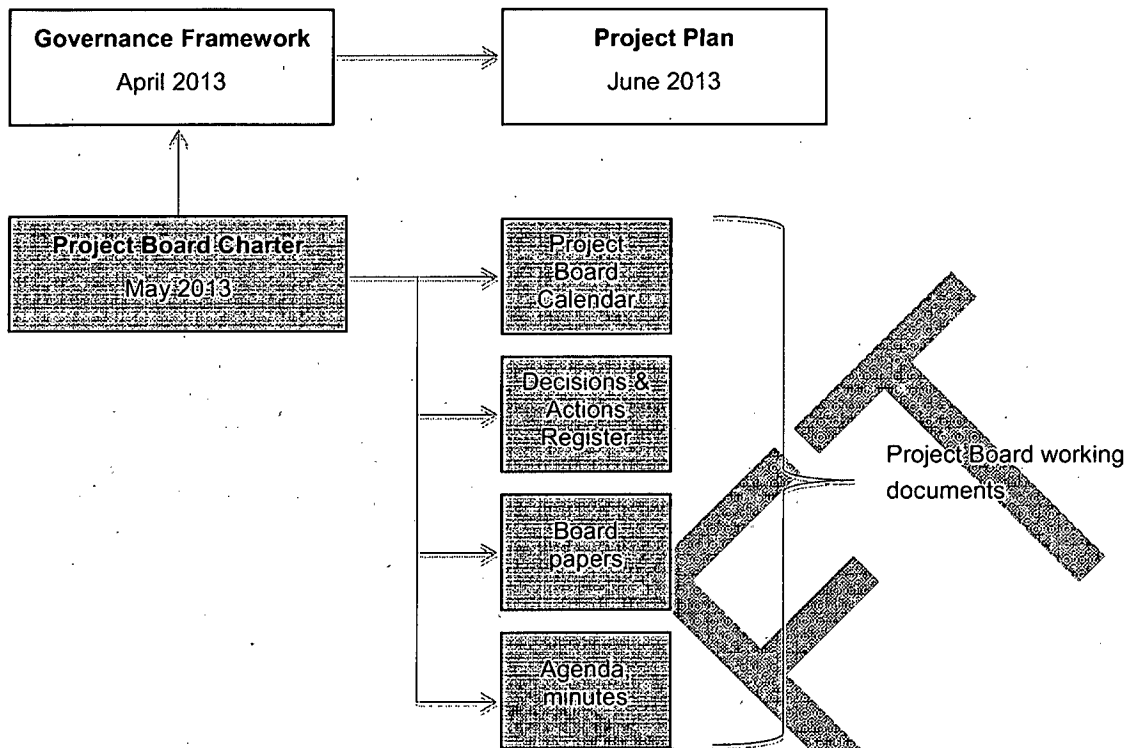 Governance Framework
April 2013
Project Plan
June 2013
Project Board Charter
May 2013
Project
Board
Calendar
Decisions &
Actions
Register
Board
papers
Agenda
minutes
Project Board working
documents